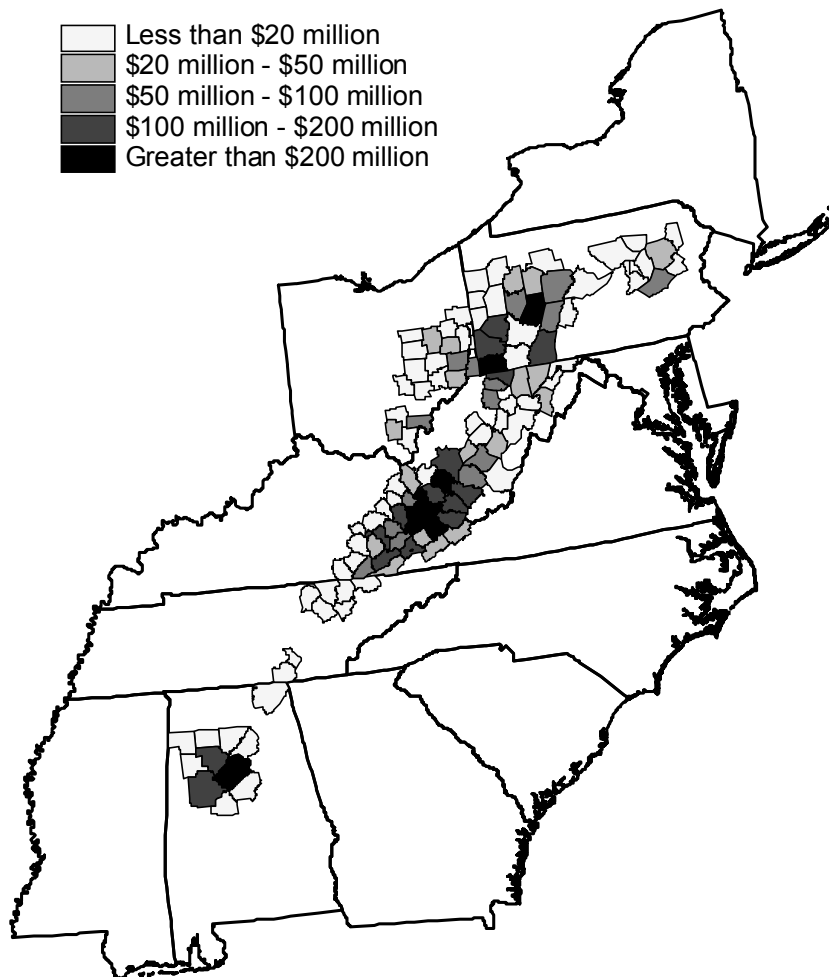 Less than $20 million
$20 million - $50 million
$50 million - $100 million
$100 million - $200 million
Greater than $200 million